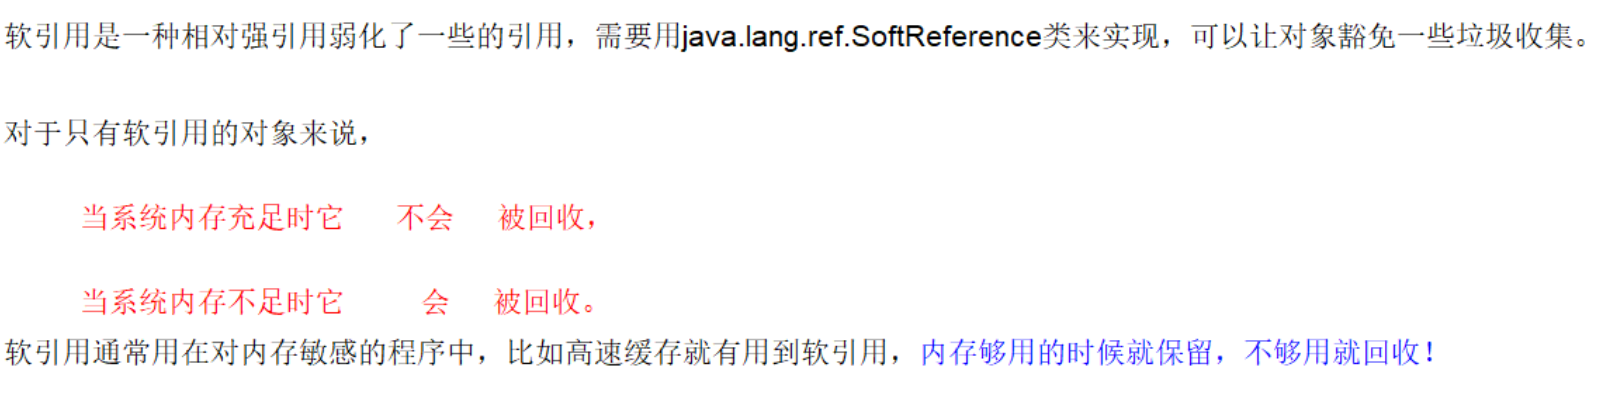 软引用是一种相对强引用弱化了一些的引用，需要用java.lang.ref.SoftReference类来实现，可以让对象豁免一些垃圾收集。
对于只有软引用的对象来说，
当系统内存充足时它 不会 被回收，
当系统内存不足时它 会 被回收。
软引用通常用在对内存敏感的程序中，比如高速缓存就有用到软引用，内存够用的时候就保留，不够用就回收！